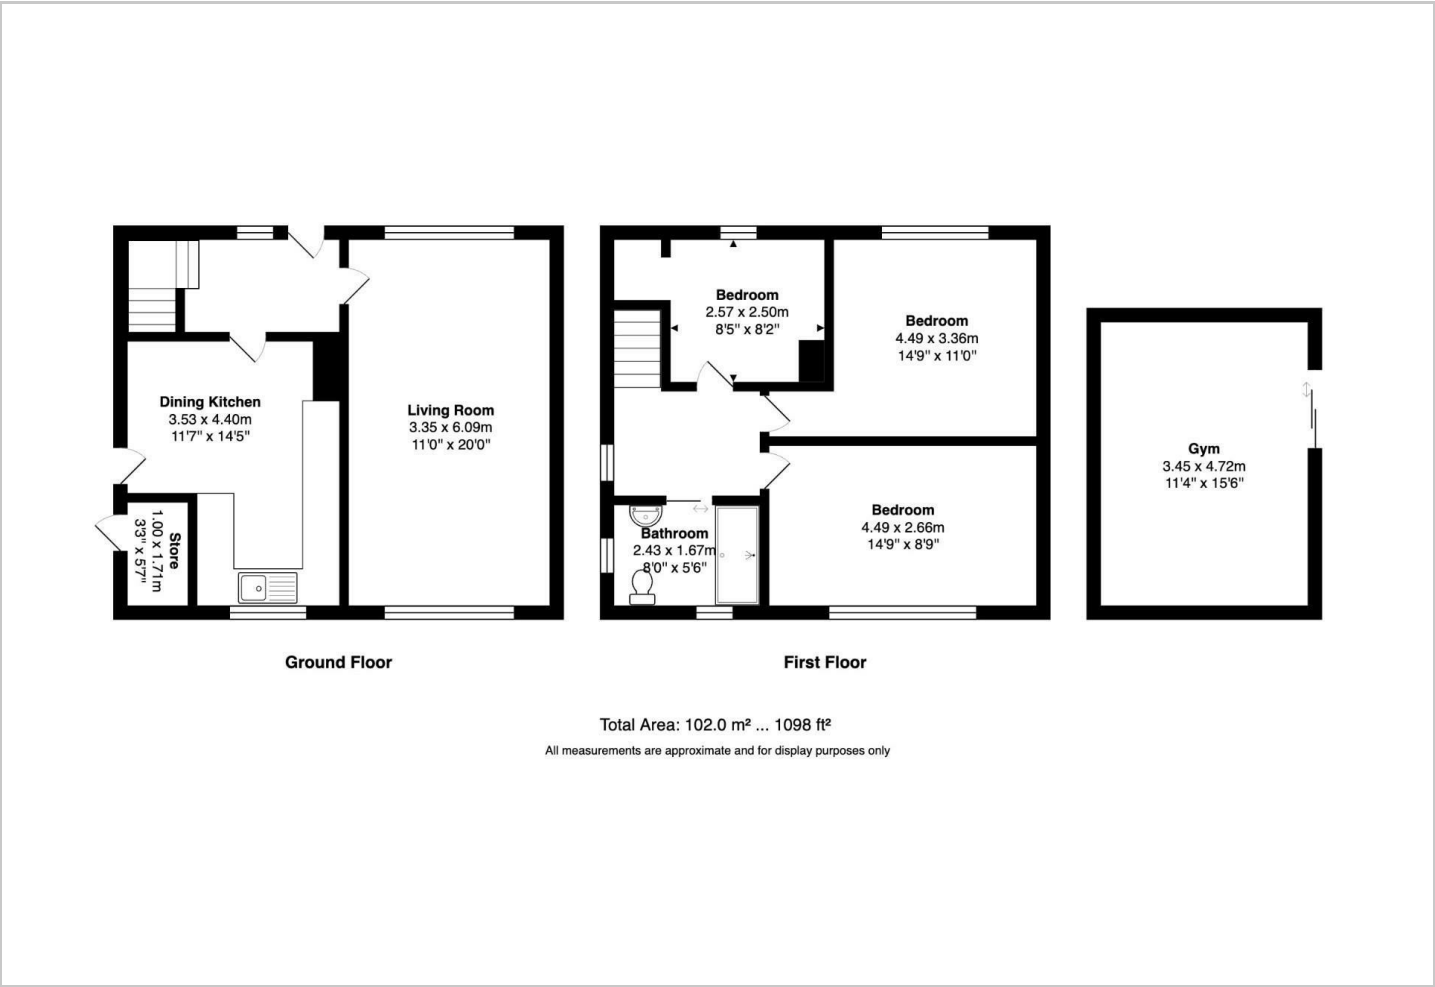 Dining Kitchen
3.53 x 4.40m
11'7" x 14'5"
Living Room
3.35 x 6.09m
11'0" x 20'0"
Store
1.00 x 1.71m
3'3" x 5'7"
Ground Floor
Bedroom
2.57 x 2.50m
8'5" x 8'2"
Bedroom
4.49 x 3.36m
14'9" x 11'0"
Bedroom
4.49 x 2.66m
14'9" x 8'9"
Bathroom
2.43 x 1.67m
8'0" x 5'6"
First Floor
Gym
3.45 x 4.72m
11'4" x 15'6"
Total Area: 102.0 m² ... 1098 ft²
All measurements are approximate and for display purposes only